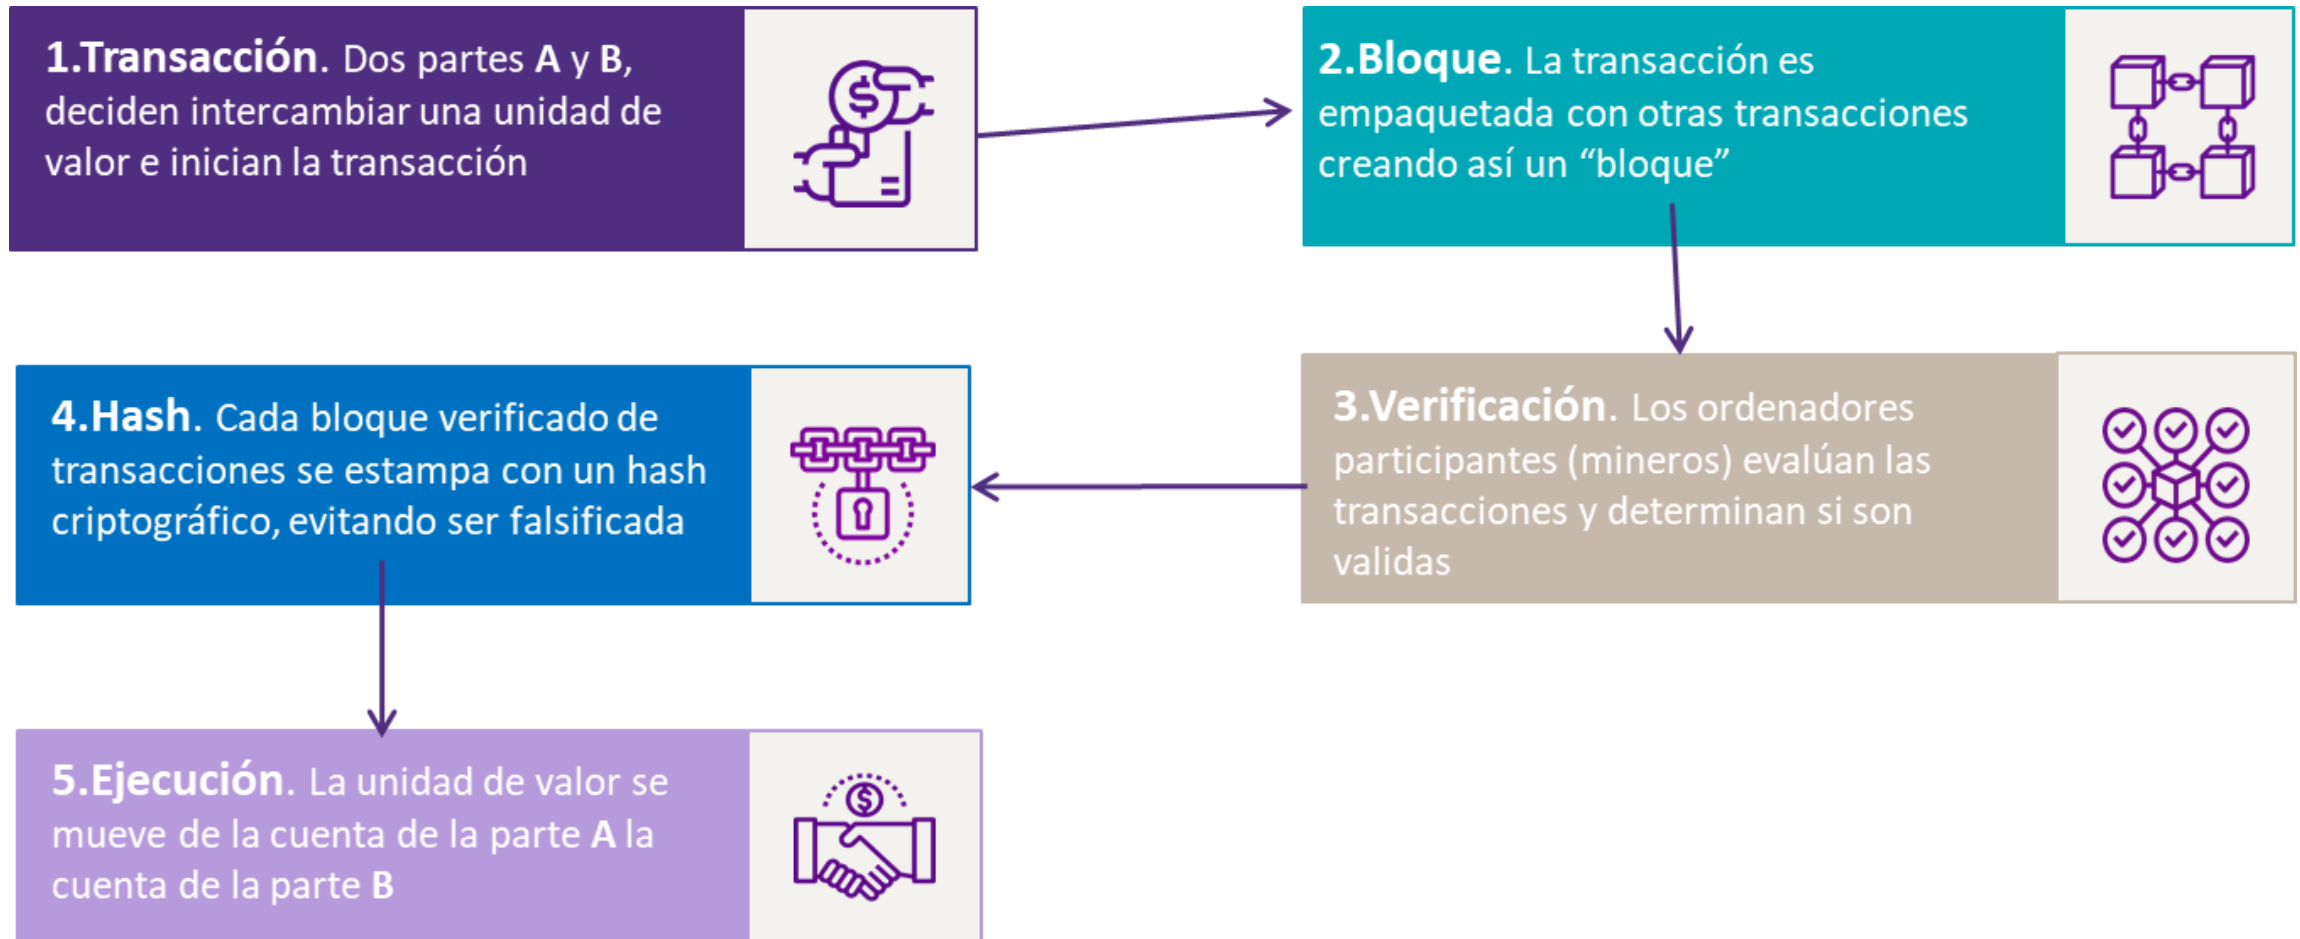 1.Transacción. Dos partes A y B,
deciden intercambiar una unidad de
valor e inician la transacción
2.Bloque. La transacción es
empaquetada con otras transacciones
creando así un “bloque”
3.Verificación. Los ordenadores
participantes (mineros) evalúan las
transacciones y determinan si son
validas
4.Hash. Cada bloque verificado de
transacciones se estampa con un hash
criptográfico, evitando ser falsificada
5.Ejecución. La unidad de valor se
mueve de la cuenta de la parte A la
cuenta de la parte B